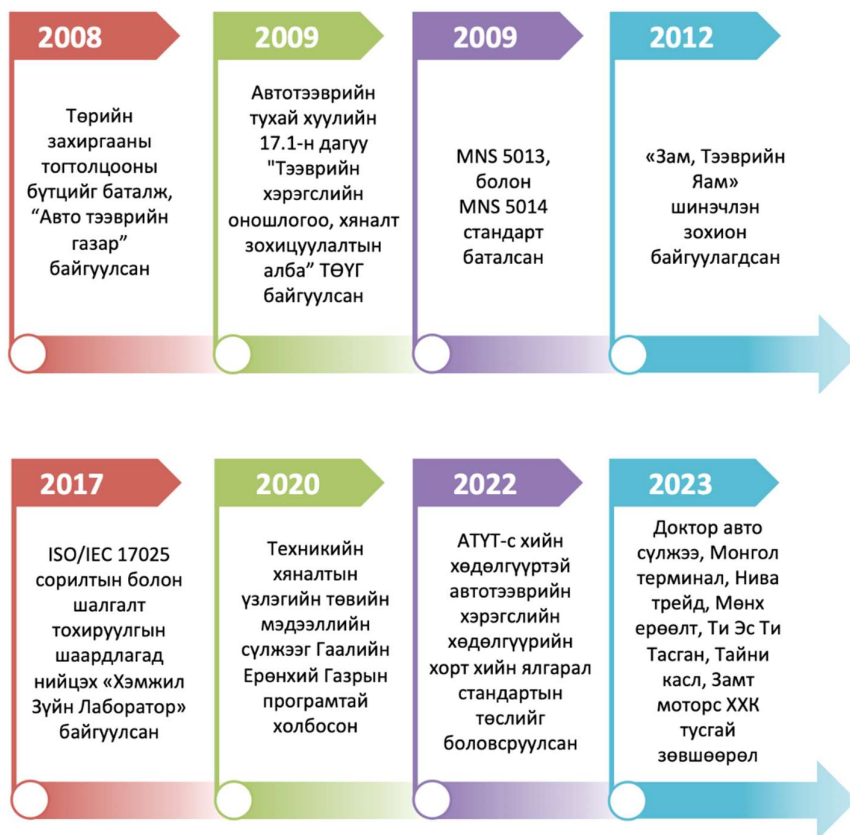 2008
Төрийн
захиргааны
тогтолцооны
бүтцийг баталж,
“Авто тээврийн
газар”
байгуулсан
2009
Автотээврийн
тухай хуулийн
17.1-н дагуу
"Тээврийн
хэрэгслийн
оношлогоо, хяналт
зохицуулалтын
алба” ТӨҮГ
байгуулсан
2009
MNS 5013,
болон
MNS 5014
стандарт
баталсан
2012
«Зам, Тээврийн
Яам»
шинэчлэн
зохион
байгуулагдсан
2017
ISO/IEC 17025
сорилтын болон
шалгалт
тохируулгын
шаардлагад
нийцэх «Хэмжил
Зүйн Лаборатор»
байгуулсан
2020
Техникийн
хяналтын
үзлэгийн төвийн
мэдээллийн
сүлжээг Гаалийн
Ерөнхий Газрын
програмтай
холбосон
2022
АТҮТ-с хийн
хөдөлгүүртэй
автотээврийн
хэрэгслийн
хөдөлгүүрийн
хорт хийн ялгарал
стандартын
төслийг
боловсруулсан
2023
Доктор авто
сүлжээ, Монгол
терминал, Нива
трейд, Мөнх
ерөөлт, Ти Эс Ти
Тасган, Тайни
касл, Замт
моторс ХХК
тусгай
зөвшөөрөл